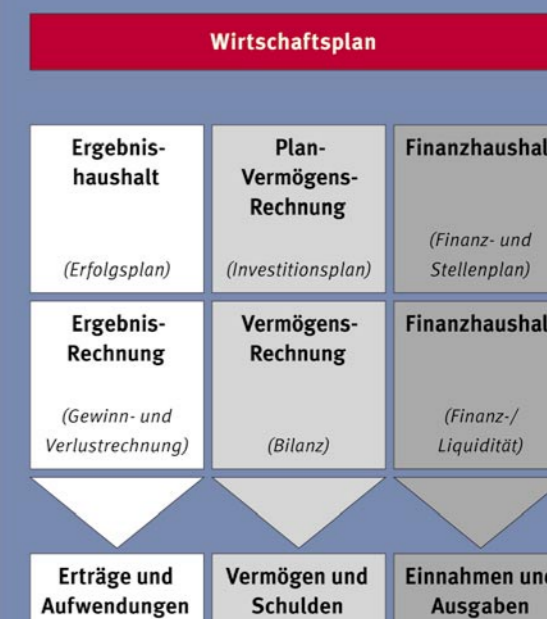 Wirtschaftsplan
Ergebnis-
haushalt
(Erfolgsplan)
Plan-
Vermögens-
Rechnung
(Investitionsplan)
Finanzhaushal
(Finanz- und
Stellenplan)
Ergebnis-
Rechnung
(Gewinn- und
Verlustrechnung)
Vermögens-
Rechnung
(Bilanz)
Finanzhaushal
(Finanz-/
Liquidität)
Erträge und
Aufwendungen
Vermögen und
Schulden
Einnahmen und
Ausgaben